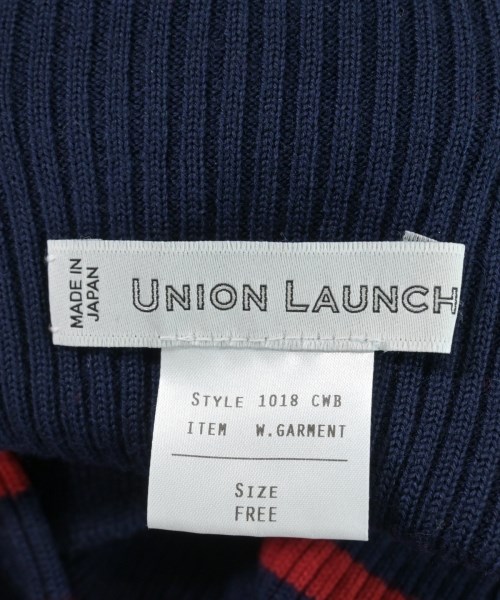 MADE IN
JAPAN
UNION LAUNCH
STYLE 1018 CWB
ITEM W.GARMENT
SIZE
FREE